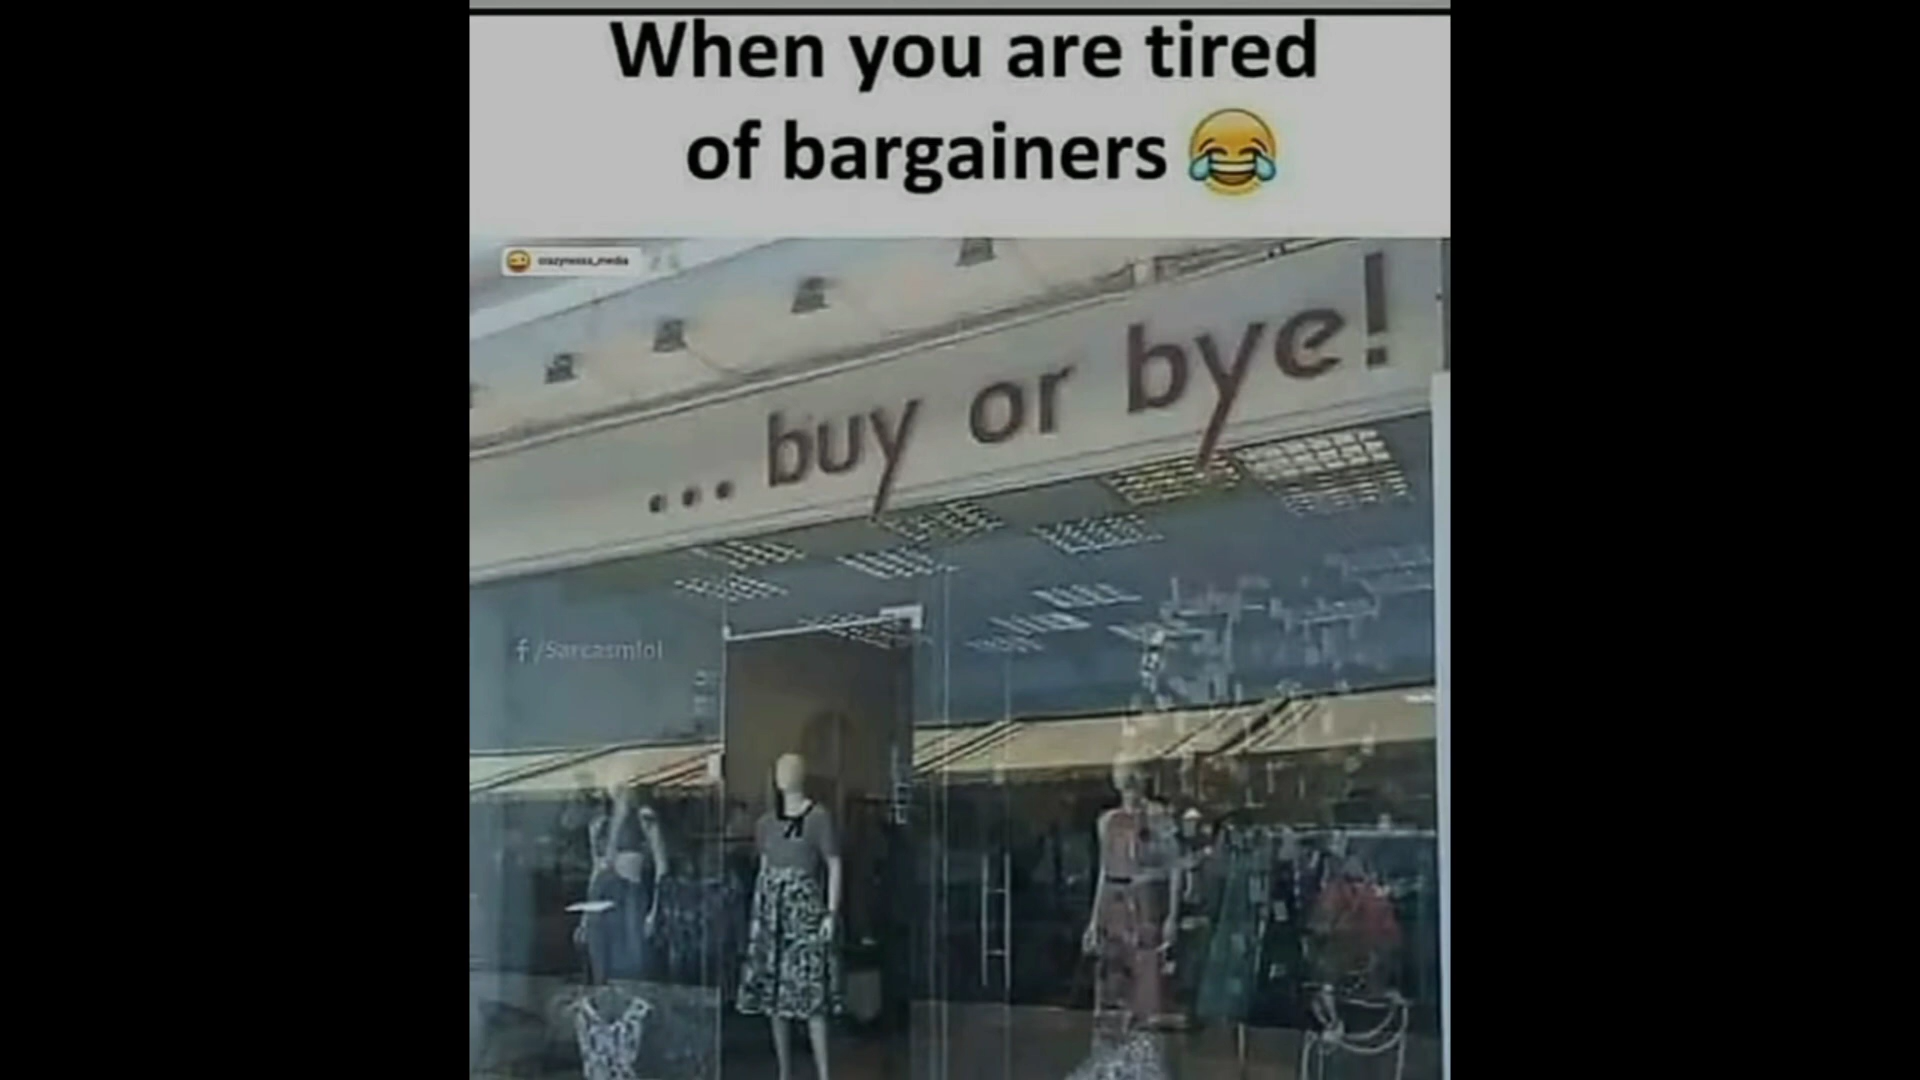 When you are tired
of bargainers 😂
... buy or bye!
f/Sarcasmlol